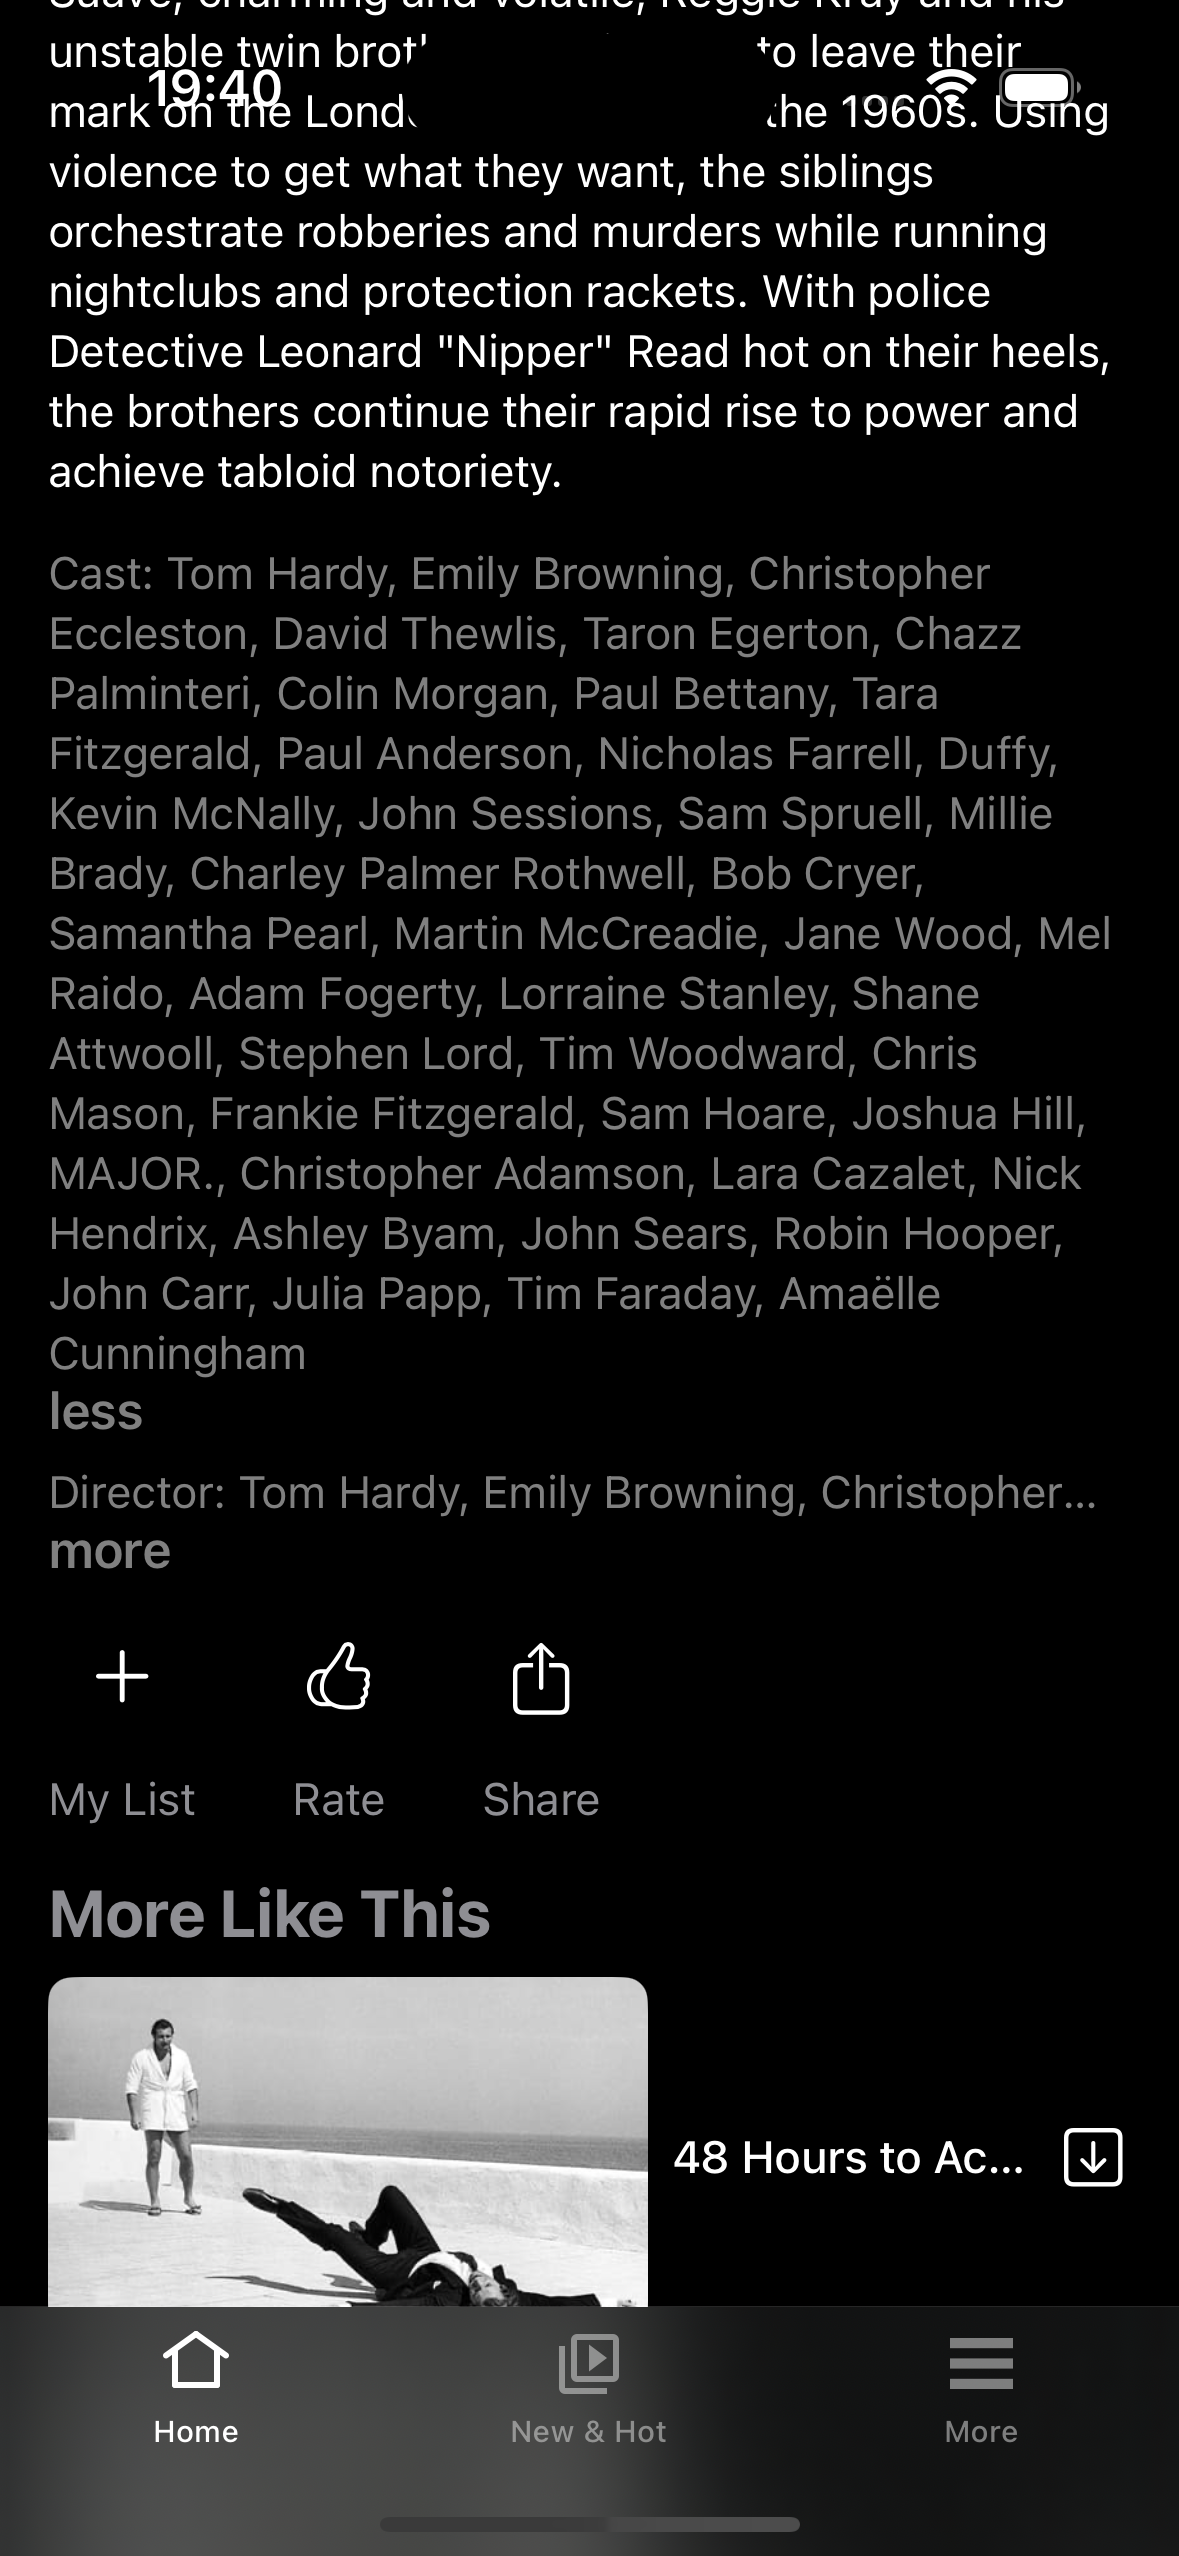 Suave, charming and volatile, Reggie Kray and his
unstable twin to leave their
19:40
mark on the the 1960s. Using
violence to get what they want, the siblings
orchestrate robberies and murders while running
nightclubs and protection rackets. With police
Detective Leonard "Nipper" Read hot on their heels,
the brothers continue their rapid rise to power and
achieve tabloid notoriety.
Cast: Tom Hardy, Emily Browning, Christopher
Eccleston, David Thewlis, Taron Egerton, Chazz
Palminteri, Colin Morgan, Paul Bettany, Tara
Fitzgerald, Paul Anderson, Nicholas Farrell, Duffy,
Kevin McNally, John Sessions, Sam Spruell, Millie
Brady, Charley Palmer Rothwell, Bob Cryer,
Samantha Pearl, Martin McCreadie, Jane Wood, Mel
Raido, Adam Fogerty, Lorraine Stanley, Shane
Attwooll, Stephen Lord, Tim Woodward, Chris
Mason, Frankie Fitzgerald, Sam Hoare, Joshua Hill,
MAJOR., Christopher Adamson, Lara Cazalet, Nick
Hendrix, Ashley Byam, John Sears, Robin Hooper,
John Carr, Julia Papp, Tim Faraday, Amaëlle
Cunningham
less
Director: Tom Hardy, Emily Browning, Christopher...
more
My List Rate Share
More Like This
48 Hours to Ac...
Home New & Hot More